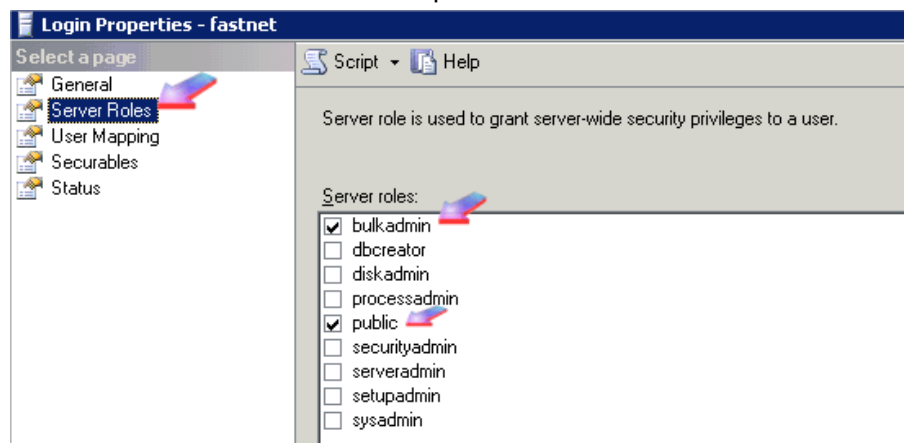 Login Properties - fastnet
Select a page
General
Server Roles
User Mapping
Securables
Status
Script Help
Server role is used to grant server-wide security privileges to a user.
Server roles:
bulkadmin
dbcreator
diskadmin
processadmin
public
securityadmin
serveradmin
setupadmin
sysadmin